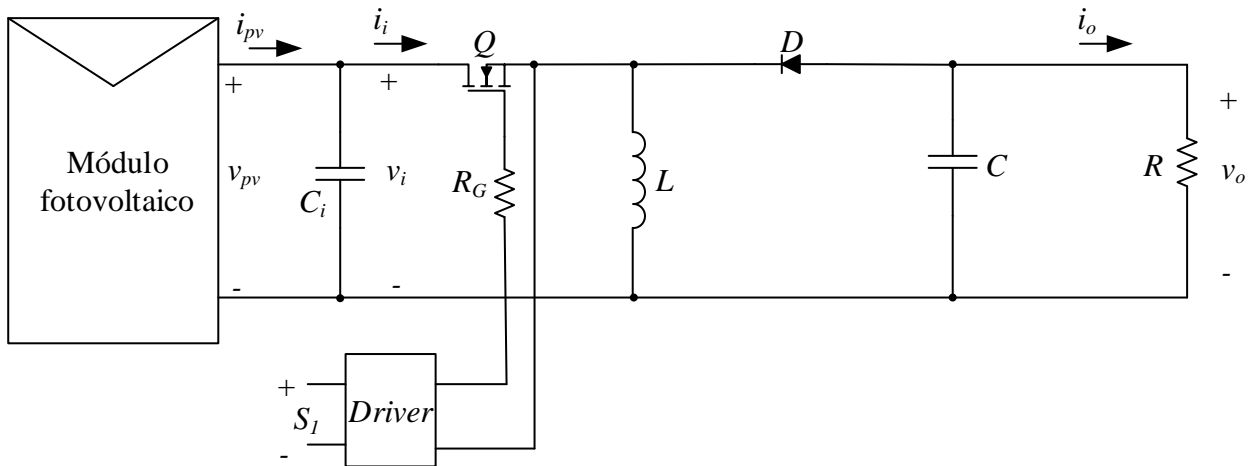 i_pv
i_i
Q
D
i_o
+
+
+
Módulo
fotovoltaico
v_pv
C_i
v_i
R_G
L
C
R
v_o
-
-
-
+
S_1
-
Driver